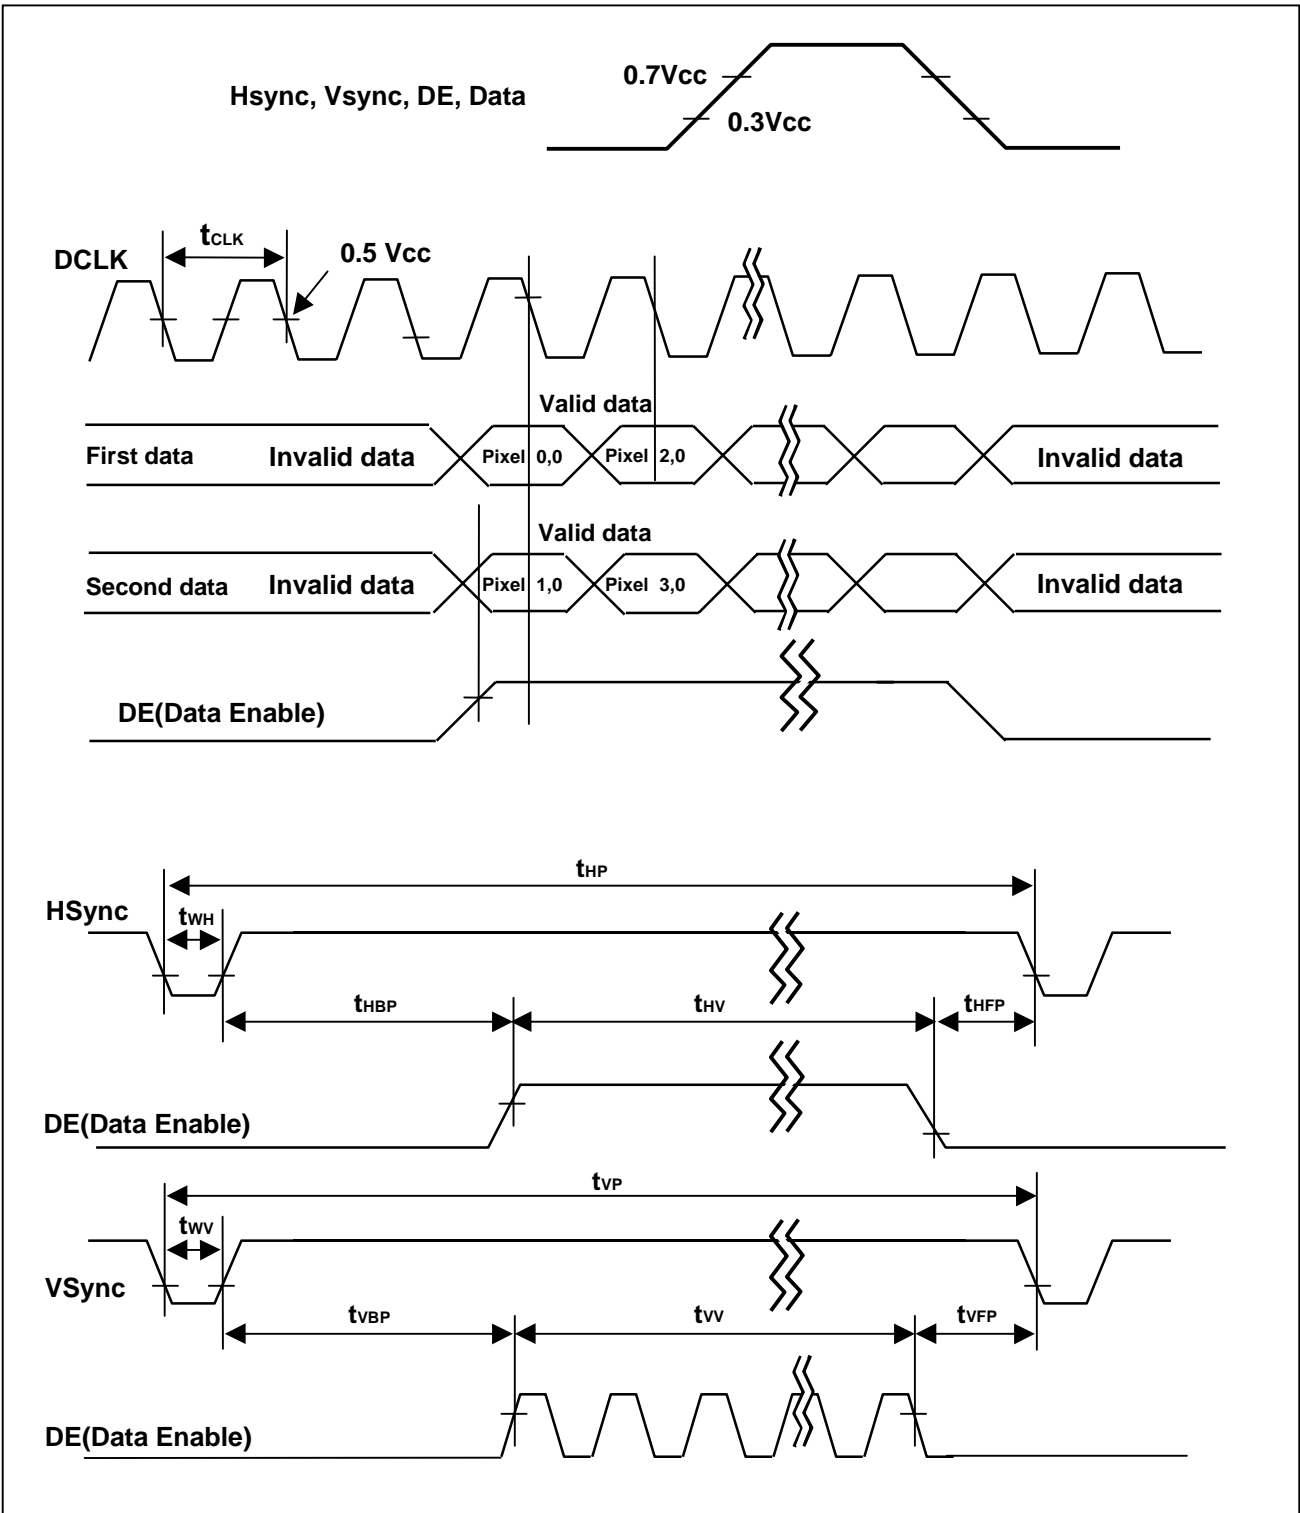 0.7Vcc
Hsync, Vsync, DE, Data
0.3Vcc
tCLK
DCLK
0.5 Vcc
Valid data
First data
Invalid data
Pixel 0,0
Pixel 2,0
Invalid data
Valid data
Second data
Invalid data
Pixel 1,0
Pixel 3,0
Invalid data
DE(Data Enable)
tHP
HSync
tWH
tHBP
tHV
tHFP
DE(Data Enable)
tVP
tWV
VSync
tVBP
tVV
tVFP
DE(Data Enable)